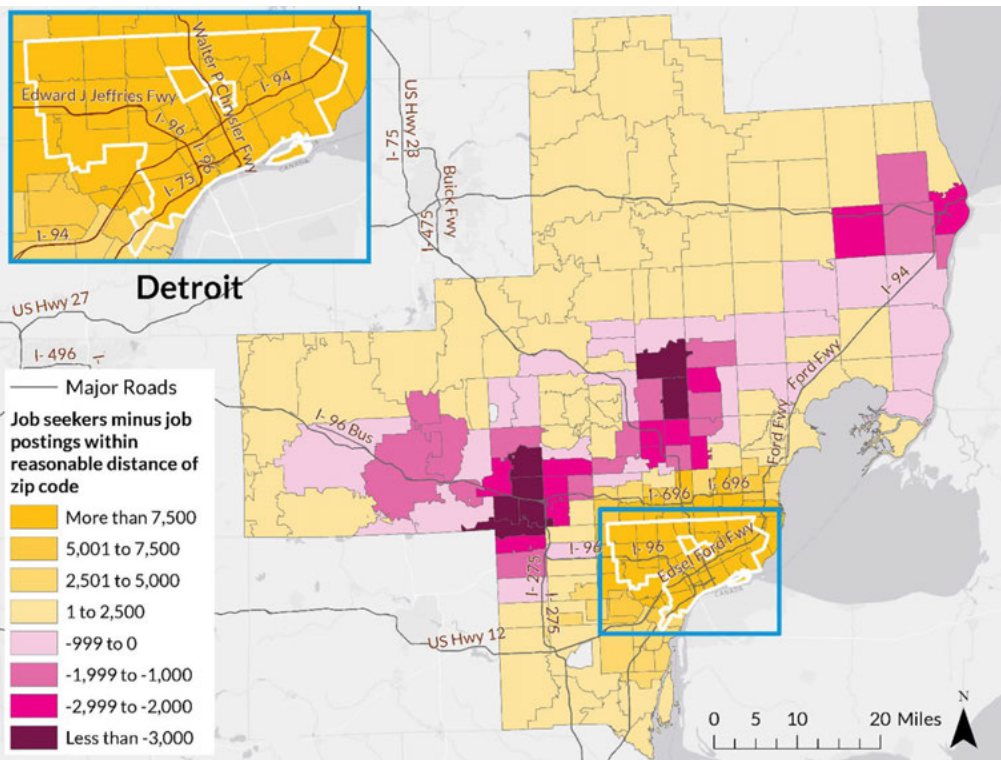 Walter P Chrysler Fwy
I-94
Edward J Jeffries Fwy
I-96
I-96
I-75
CANADA
I-94
Detroit
US Hwy 23
I-75
Buick Fwy
I-475
US Hwy 27
I-496
I-94
Ford Fwy
Ford Fwy
I-96 Bus
I-696
I-696
I-96
I-96
Edsel Ford Fwy
CANADA
I-275
I-275
US Hwy 12
Major Roads
Job seekers minus job
postings within
reasonable distance of
zip code
More than 7,500
5,001 to 7,500
2,501 to 5,000
1 to 2,500
-999 to 0
-1,999 to -1,000
-2,999 to -2,000
Less than -3,000
N
0 5 10 20 Miles